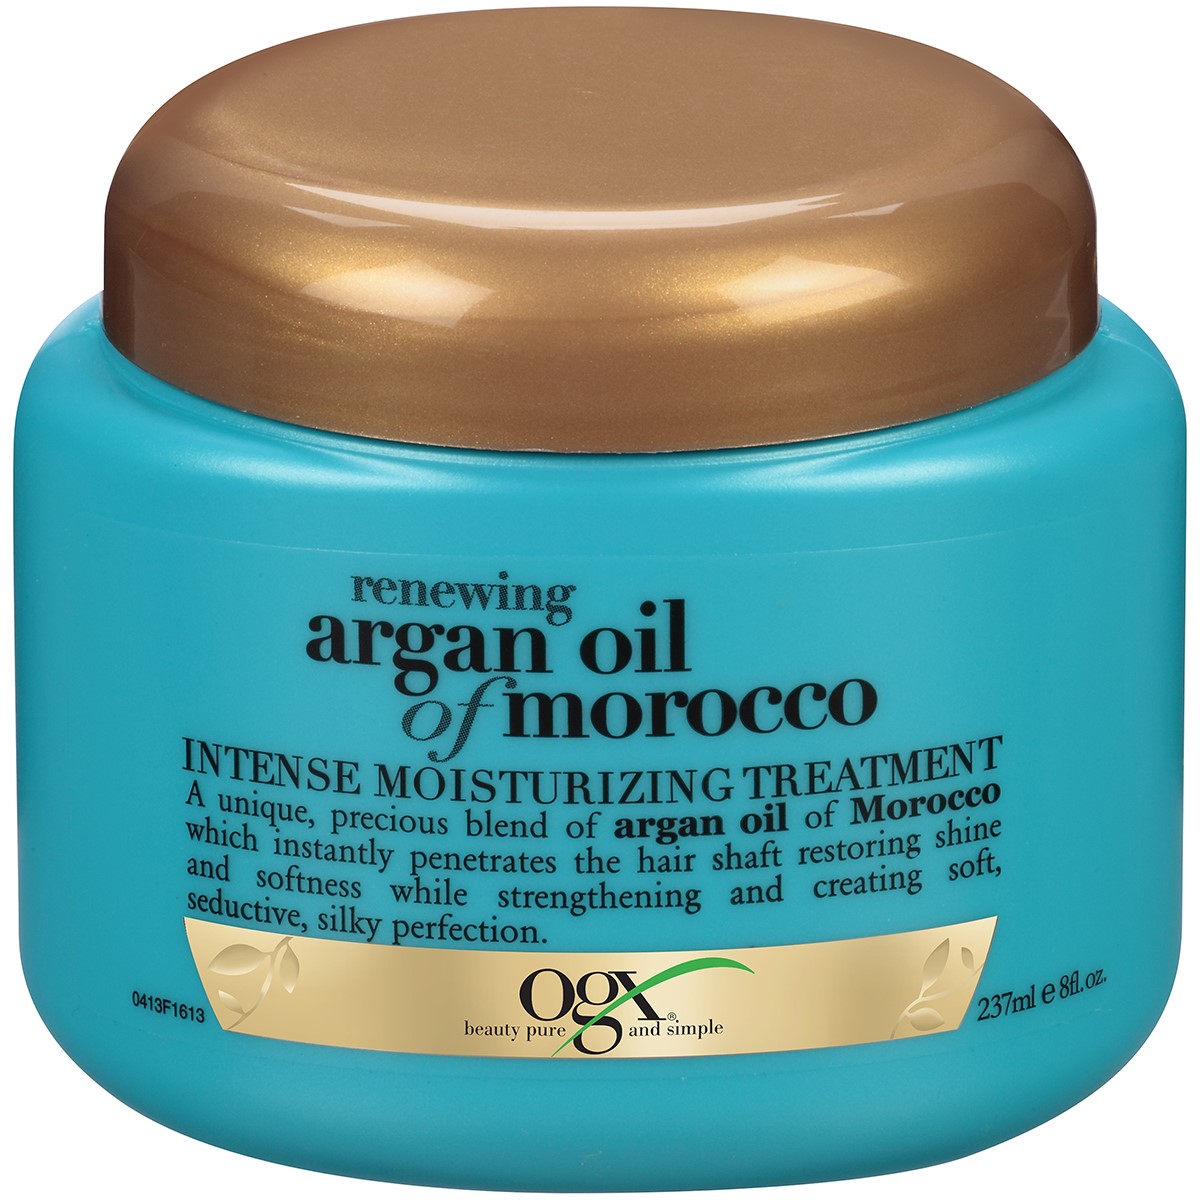 renewing
argan oil
of morocco
INTENSE MOISTURIZING TREATMENT
A unique, precious blend of argan oil of Morocco
which instantly penetrates the hair shaft restoring shine
and softness while strengthening and creating soft,
seductive, silky perfection.
ogx®
beauty pure and simple
0413F1613
237ml e 8fl.oz.